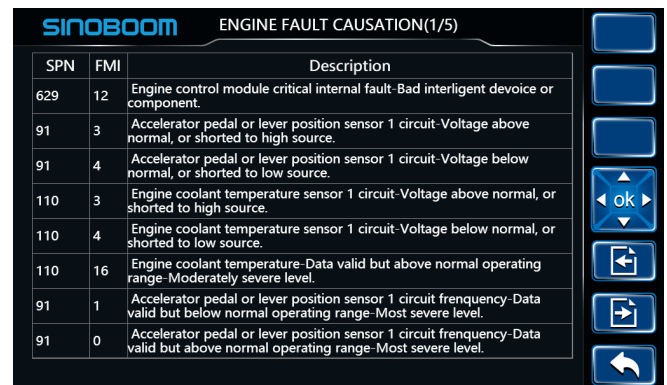 SINOBOOM ENGINE FAULT CAUSATION(1/5)
SPN FMI Description
629 12 Engine control module critical internal fault-Bad interligent devoice or
component.
91 3 Accelerator pedal or lever position sensor 1 circuit-Voltage above
normal, or shorted to high source.
91 4 Accelerator pedal or lever position sensor 1 circuit-Voltage below
normal, or shorted to low source.
110 3 Engine coolant temperature sensor 1 circuit-Voltage above normal, or
shorted to high source.
110 4 Engine coolant temperature sensor 1 circuit-Voltage below normal, or
shorted to low source.
110 16 Engine coolant temperature-Data valid but above normal operating
range-Moderately severe level.
91 1 Accelerator pedal or lever position sensor 1 circuit frenquency-Data
valid but below normal operating range-Most severe level.
91 0 Accelerator pedal or lever position sensor 1 circuit frenquency-Data
valid but above normal operating range-Most severe level.
ok